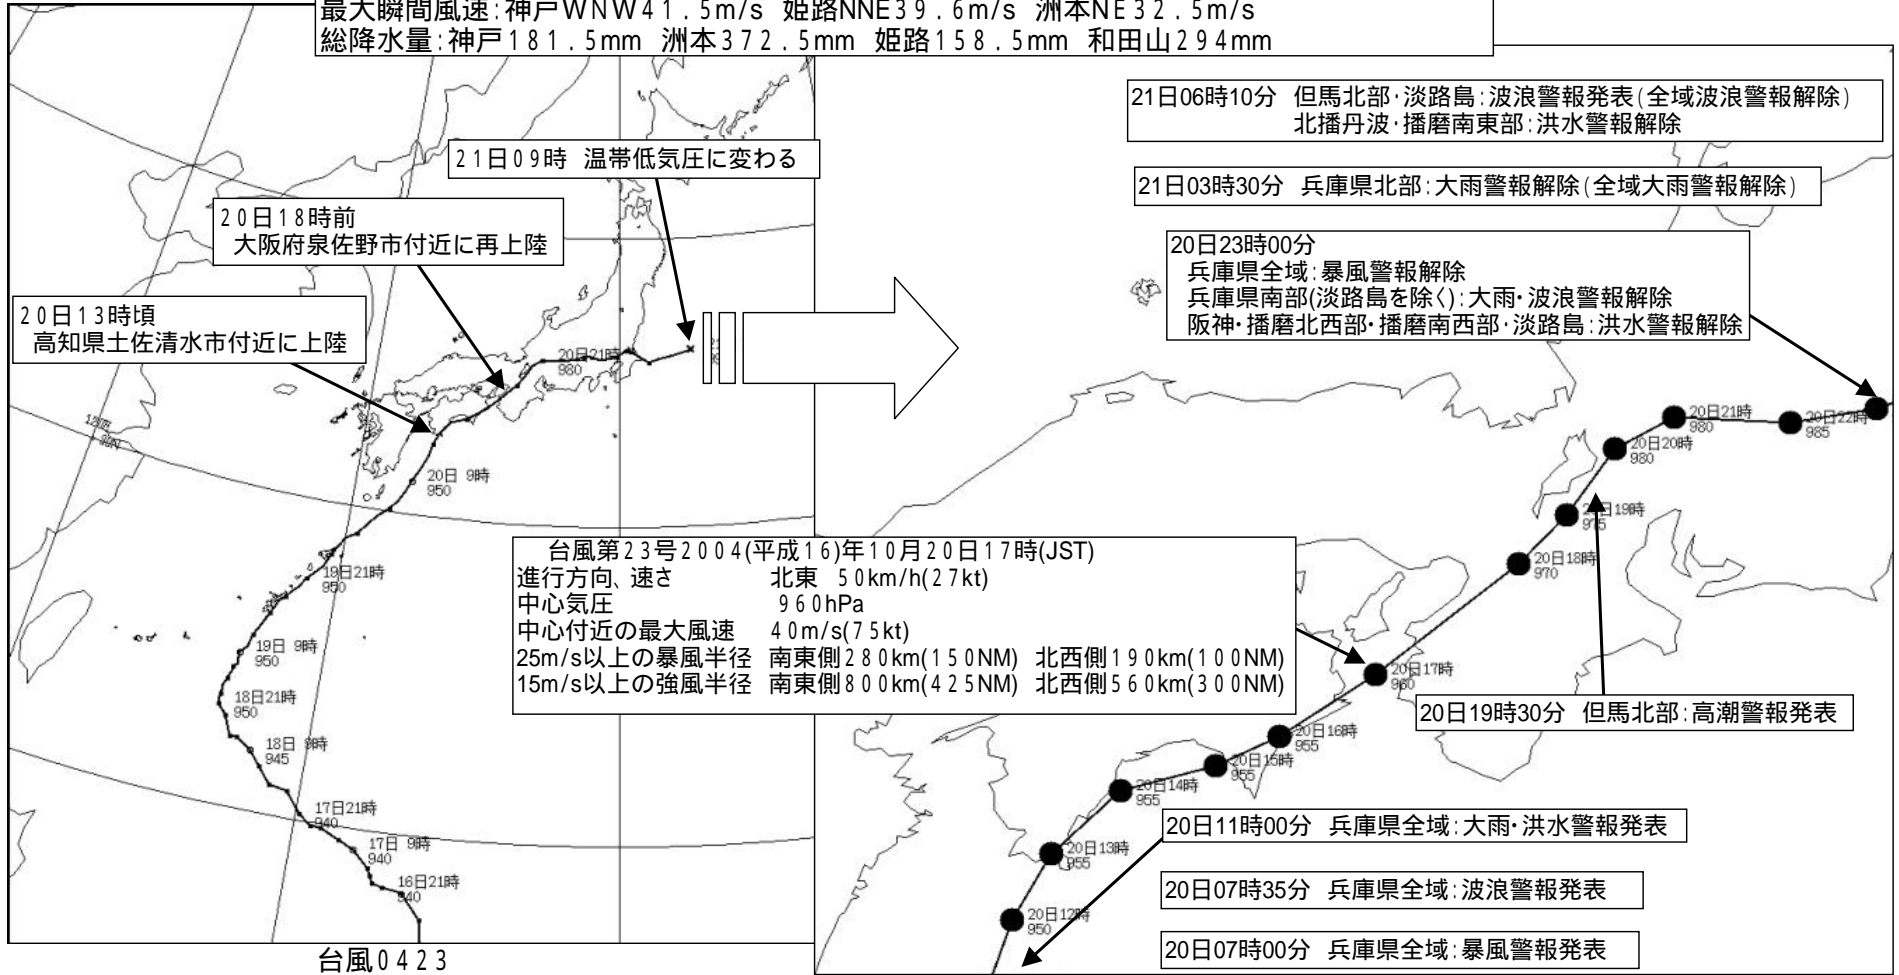 最大瞬間風速:神戸WNW41.5m/s 姫路NNE39.6m/s 洲本NE32.5m/s
総降水量:神戸181.5mm 洲本372.5mm 姫路158.5mm 和田山294mm
21日09時 温帯低気圧に変わる
20日18時前
大阪府泉佐野市付近に再上陸
20日13時頃
高知県土佐清水市付近に上陸
20日21時
980
20日 9時
950
19日21時
950
19日 9時
950
18日21時
950
18日 9時
945
17日21時
940
17日 9時
940
16日21時
940
台風0423
21日06時10分 但馬北部・淡路島:波浪警報発表(全域波浪警報解除)
北播丹波・播磨南東部:洪水警報解除
21日03時30分 兵庫県北部:大雨警報解除(全域大雨警報解除)
20日23時00分
兵庫県全域:暴風警報解除
兵庫県南部(淡路島を除く):大雨・波浪警報解除
阪神・播磨北西部・播磨南西部・淡路島:洪水警報解除
20日22時
985
20日21時
980
20日20時
980
20日19時
975
20日18時
970
台風第23号2004(平成16)年10月20日17時(JST)
進行方向、速さ 北東 50km/h(27kt)
中心気圧 960hPa
中心付近の最大風速 40m/s(75kt)
25m/s以上の暴風半径 南東側280km(150NM) 北西側190km(100NM)
15m/s以上の強風半径 南東側800km(425NM) 北西側560km(300NM)
20日17時
960
20日19時30分 但馬北部:高潮警報発表
20日16時
955
20日15時
955
20日14時
955
20日13時
955
20日12時
950
20日11時00分 兵庫県全域:大雨・洪水警報発表
20日07時35分 兵庫県全域:波浪警報発表
20日07時00分 兵庫県全域:暴風警報発表